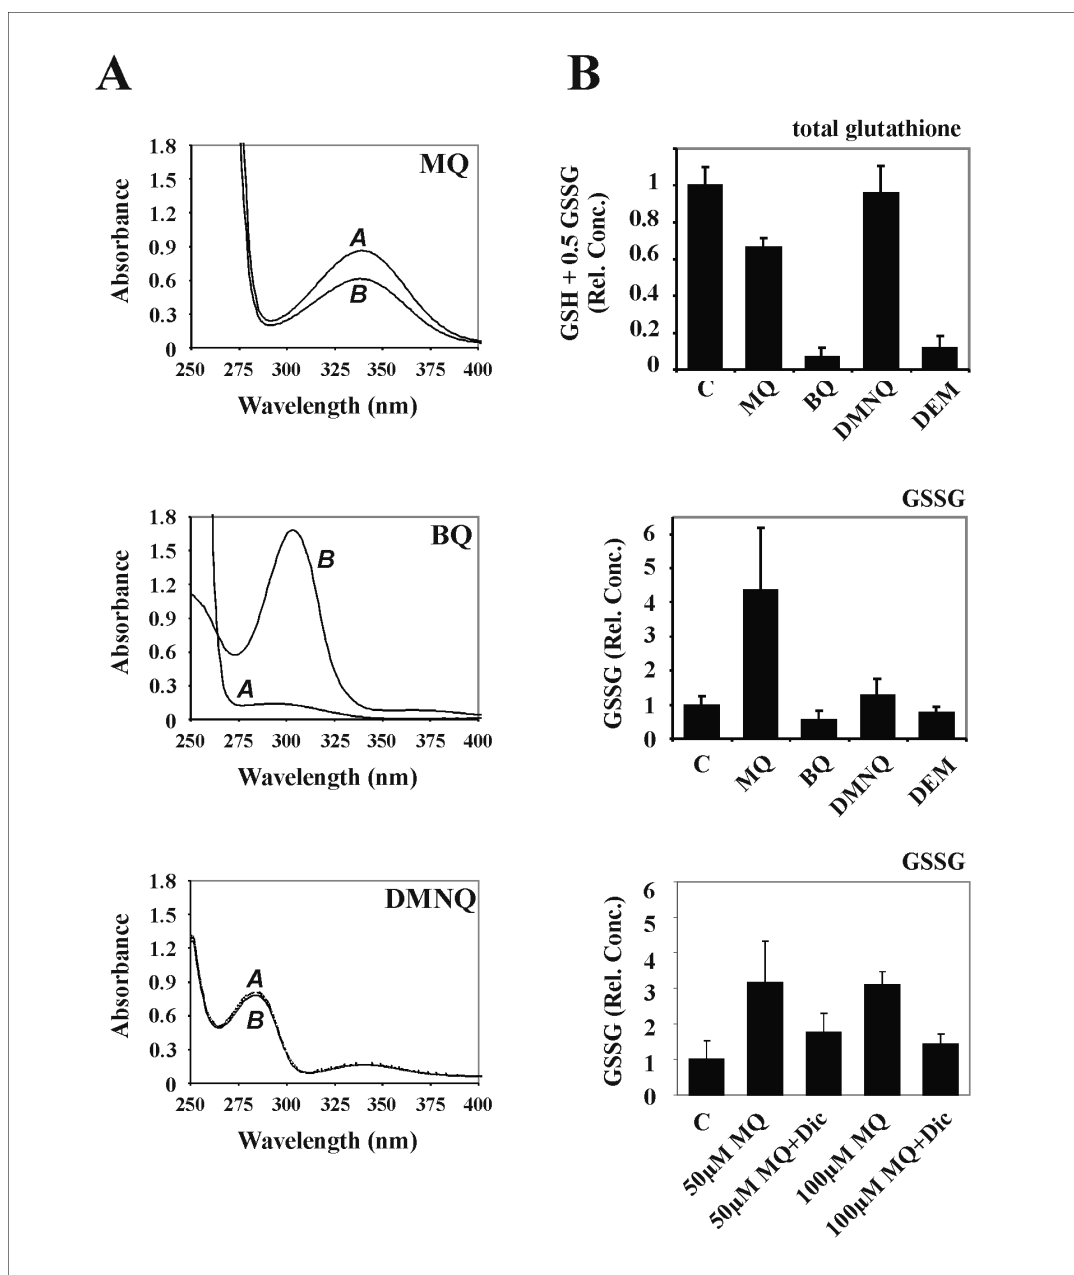 A
B
MQ
Absorbance
1.8
1.5
1.2
0.9
0.6
0.3
0
A
B
250 275 300 325 350 375 400
Wavelength (nm)
BQ
Absorbance
1.8
1.5
1.2
0.9
0.6
0.3
0
B
A
250 275 300 325 350 375 400
Wavelength (nm)
DMNQ
Absorbance
1.8
1.5
1.2
0.9
0.6
0.3
0
A
B
250 275 300 325 350 375 400
Wavelength (nm)
total glutathione
GSH + 0.5 GSSG
(Rel. Conc.)
1
0.8
0.6
0.4
0.2
0
C MQ BQ DMNQ DEM
GSSG
GSSG (Rel. Conc.)
6
5
4
3
2
1
0
C MQ BQ DMNQ DEM
GSSG
GSSG (Rel. Conc.)
6
5
4
3
2
1
0
C 50μM MQ 50μM MQ+Dic 100μM MQ 100μM MQ+Dic